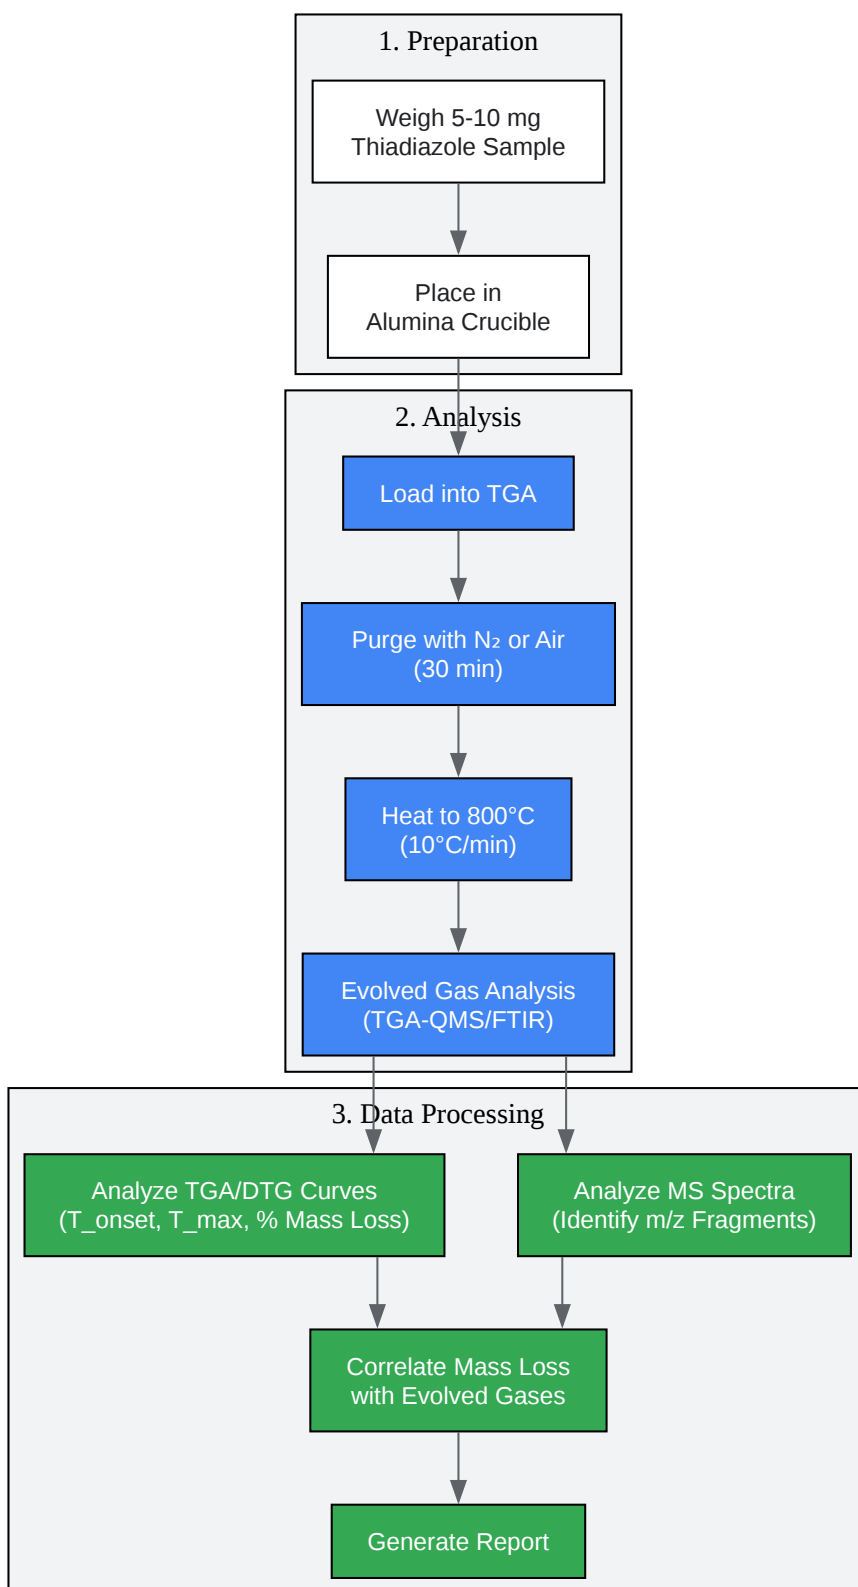 1. Preparation
Weigh 5-10 mg
Thiadiazole Sample
Place in
Alumina Crucible
2. Analysis
Load into TGA
Purge with N₂ or Air
(30 min)
Heat to 800°C
(10°C/min)
Evolved Gas Analysis
(TGA-QMS/FTIR)
3. Data Processing
Analyze TGA/DTG Curves
(T_onset, T_max, % Mass Loss)
Analyze MS Spectra
(Identify m/z Fragments)
Correlate Mass Loss
with Evolved Gases
Generate Report